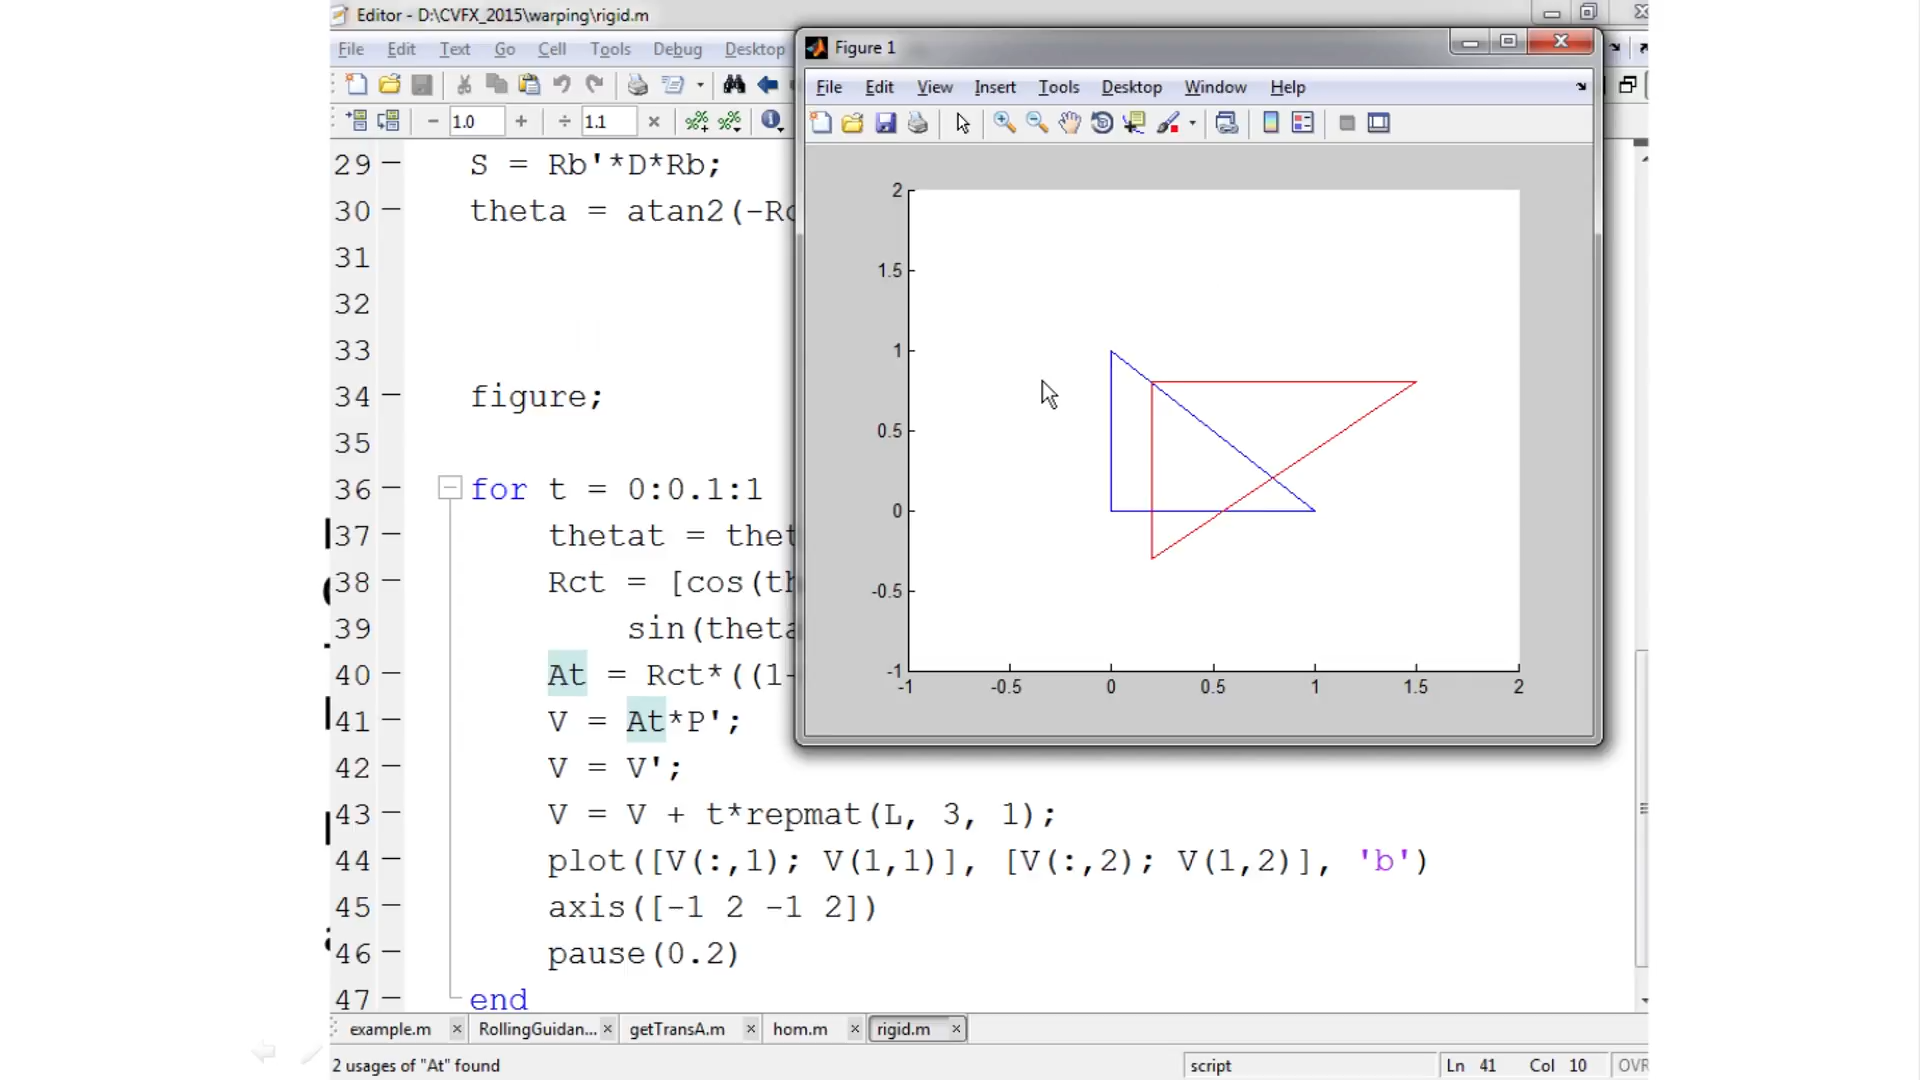 Editor - D:\CVFX_2015\warping\rigid.m
File Edit Text Go Cell Tools Debug Desktop
1.0
1.1
29 S = Rb'*D*Rb;
30 theta = atan2(-Rc
31
32
33
34 figure;
35
36 for t = 0:0.1:1
37 thetat = thet
38 Rct = [cos(th
39 sin(theta
40 At = Rct*((1-
41 V = At*P';
42 V = V';
43 V = V + t*repmat(L, 3, 1);
44 plot([V(:,1); V(1,1)], [V(:,2); V(1,2)], 'b')
45 axis([-1 2 -1 2])
46 pause(0.2)
47 end
Figure 1
File Edit View Insert Tools Desktop Window Help
2
1.5
1
0.5
0
-0.5
-1
-1 -0.5 0 0.5 1 1.5 2
example.m RollingGuidan... getTransA.m hom.m rigid.m
2 usages of "At" found script Ln 41 Col 10 OVR